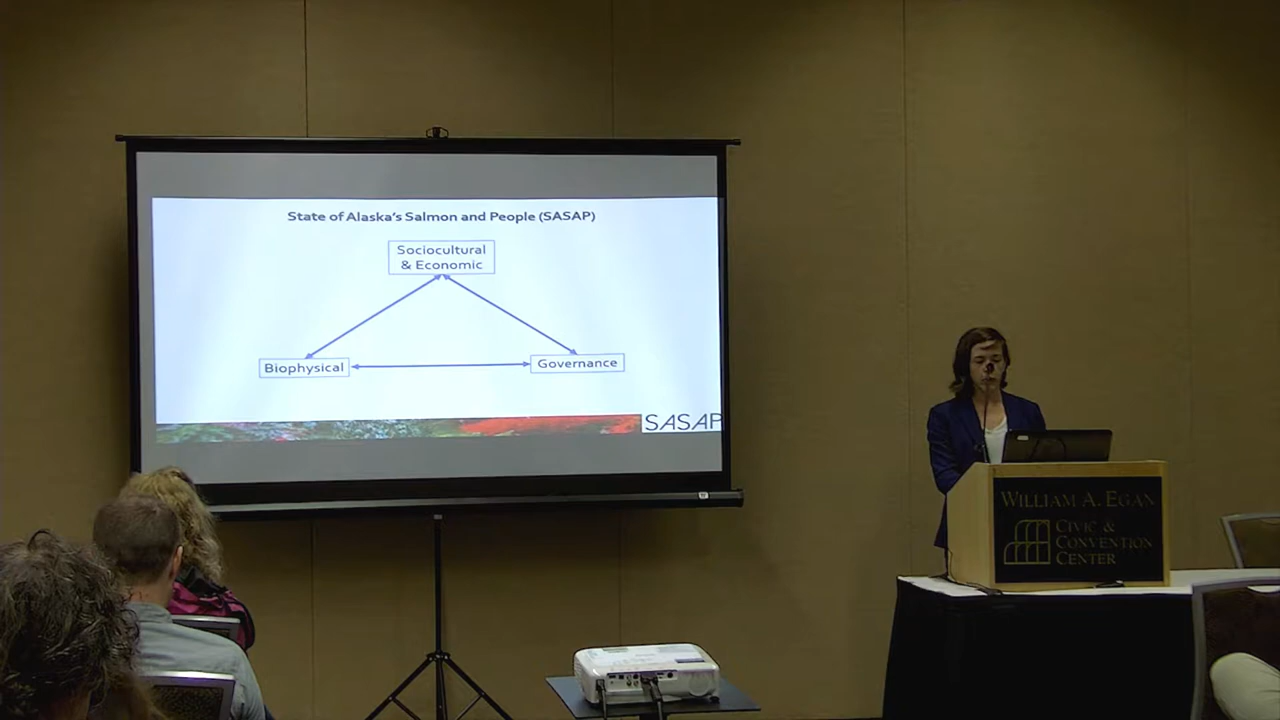 State of Alaska's Salmon and People (SASAP)
Sociocultural
& Economic
Biophysical
Governance
SASAP
WILLIAM A. EGAN
CIVIC &
CONVENTION
CENTER